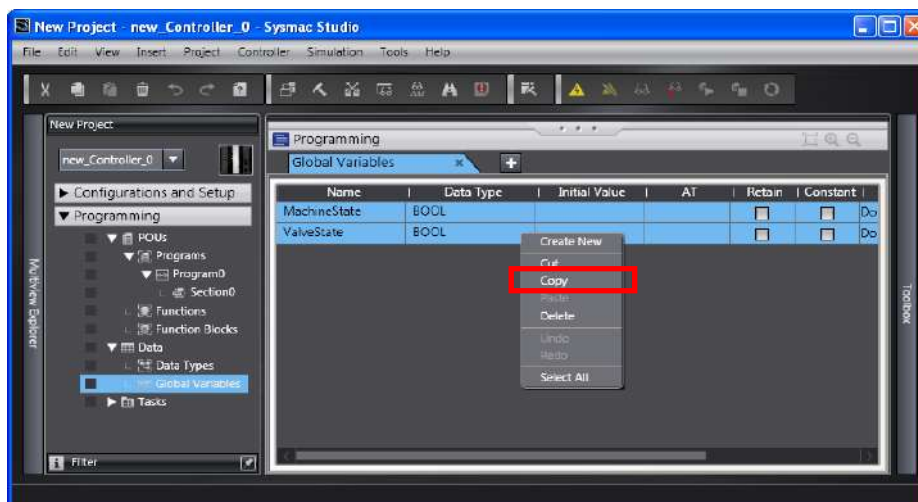 New Project - new_Controller_0 - Sysmac Studio
File Edit View Insert Project Controller Simulation Tools Help
New Project
new_Controller_0
Configurations and Setup
Programming
POUs
Programs
Program0
Section0
Functions
Function Blocks
Data
Data Types
Global Variables
Tasks
Filter
Multiview Explorer
Programming
Global Variables
Name Data Type Initial Value AT Retain Constant
MachineState BOOL Do
ValveState BOOL Do
Create New
Cut
Copy
Paste
Delete
Undo
Redo
Select All
Toolbox